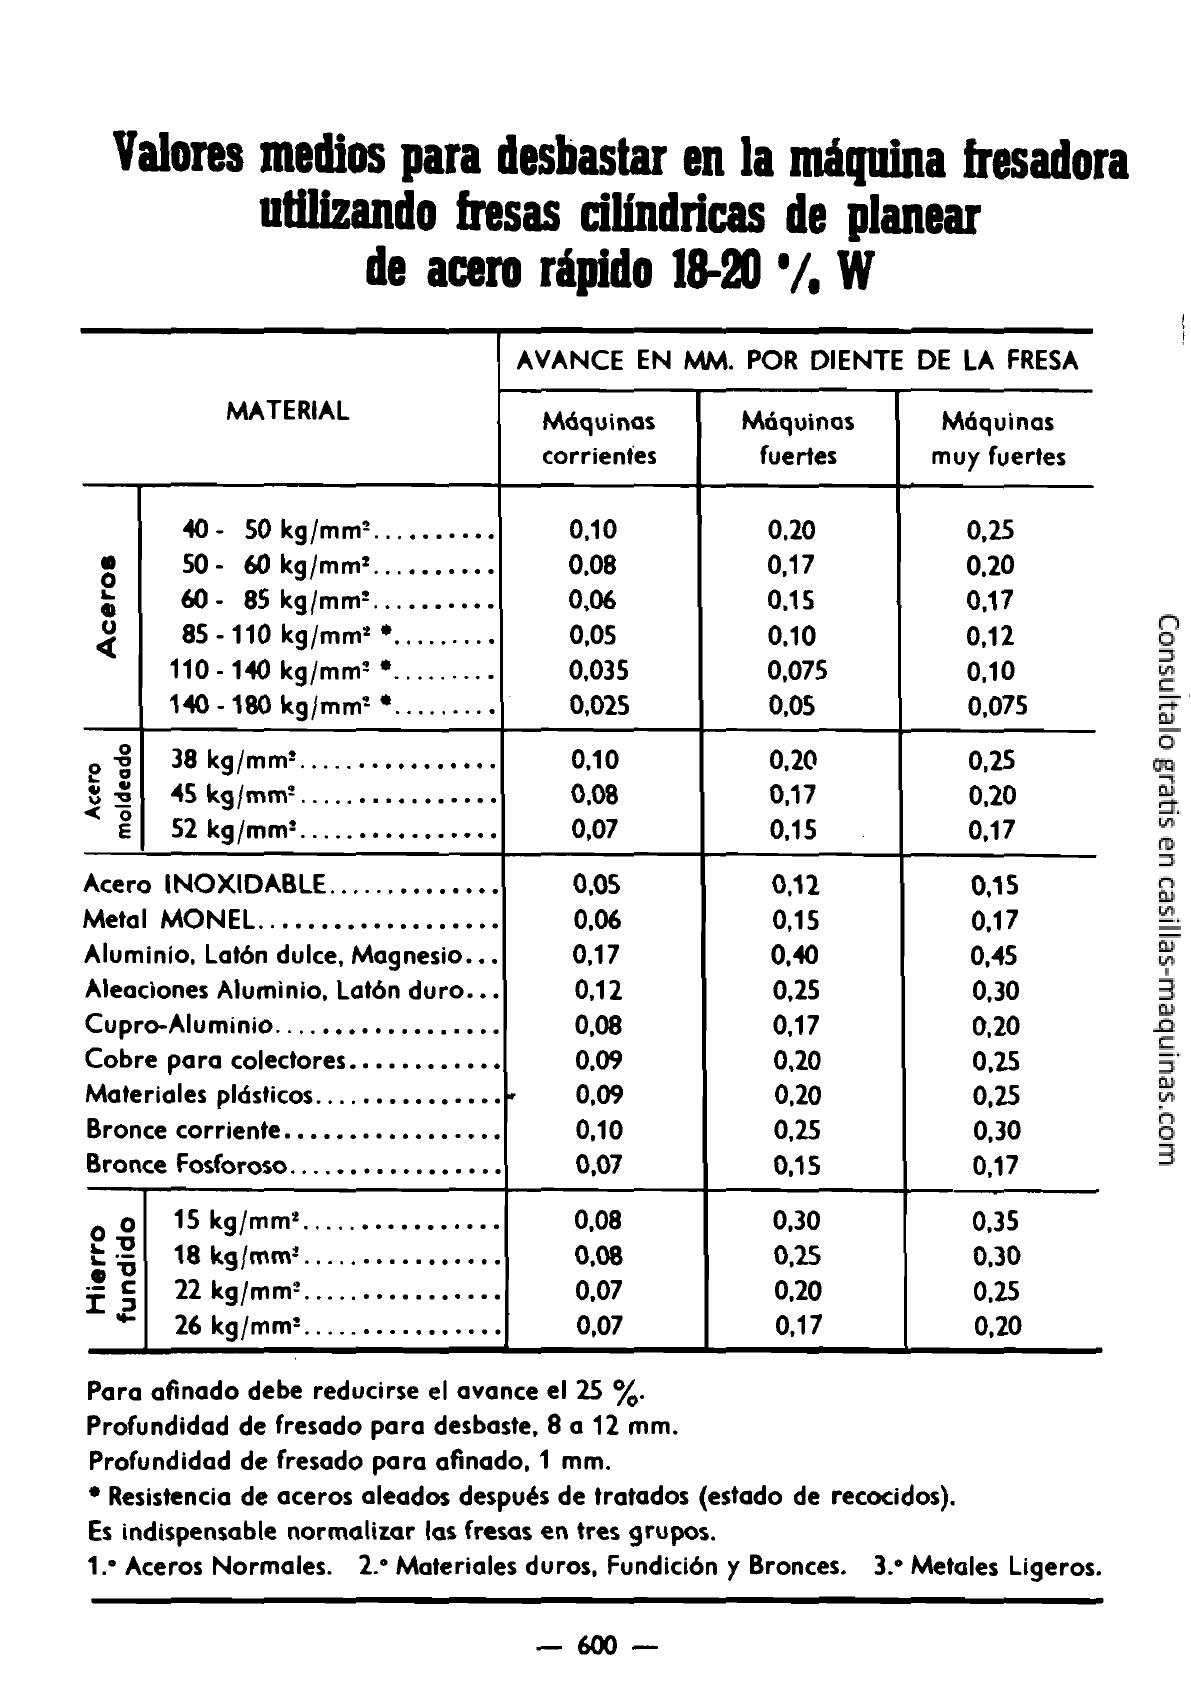 Valores medios para desbastar en la máquina fresadora
utilizando fresas cilíndricas de planear
de acero rápido 18-20 % W
MATERIAL
AVANCE EN MM. POR DIENTE DE LA FRESA
Máquinas corrientes
Máquinas fuertes
Máquinas muy fuertes
Aceros
40 - 50 kg/mm².......... 0,10 0,20 0,25
50 - 60 kg/mm².......... 0,08 0,17 0,20
60 - 85 kg/mm².......... 0,06 0,15 0,17
85 - 110 kg/mm² *......... 0,05 0,10 0,12
110 - 140 kg/mm² *......... 0,035 0,075 0,10
140 - 180 kg/mm² *......... 0,025 0,05 0,075
Acero moldeado
38 kg/mm²................. 0,10 0,20 0,25
45 kg/mm²................. 0,08 0,17 0,20
52 kg/mm²................. 0,07 0,15 0,17
Acero INOXIDABLE.............. 0,05 0,12 0,15
Metal MONEL................... 0,06 0,15 0,17
Aluminio, Latón dulce, Magnesio... 0,17 0,40 0,45
Aleaciones Aluminio, Latón duro... 0,12 0,25 0,30
Cupro-Aluminio.................. 0,08 0,17 0,20
Cobre para colectores............ 0,09 0,20 0,25
Materiales plásticos............... 0,09 0,20 0,25
Bronce corriente................. 0,10 0,25 0,30
Bronce Fosforoso................. 0,07 0,15 0,17
Hierro fundido
15 kg/mm²................. 0,08 0,30 0,35
18 kg/mm²................. 0,08 0,25 0,30
22 kg/mm²................. 0,07 0,20 0,25
26 kg/mm²................. 0,07 0,17 0,20
Para afinado debe reducirse el avance el 25 %.
Profundidad de fresado para desbaste, 8 a 12 mm.
Profundidad de fresado para afinado, 1 mm.
* Resistencia de aceros aleados después de tratados (estado de recocidos).
Es indispensable normalizar las fresas en tres grupos.
1.º Aceros Normales. 2.º Materiales duros, Fundición y Bronces. 3.º Metales Ligeros.
— 600 —
Consultalo gratis en casillas-maquinas.com